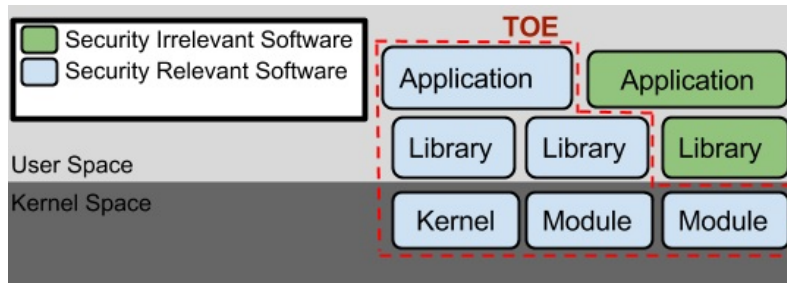 TOE
Security Irrelevant Software
Security Relevant Software
Application
Application
Library
Library
Library
User Space
Kernel Space
Kernel
Module
Module